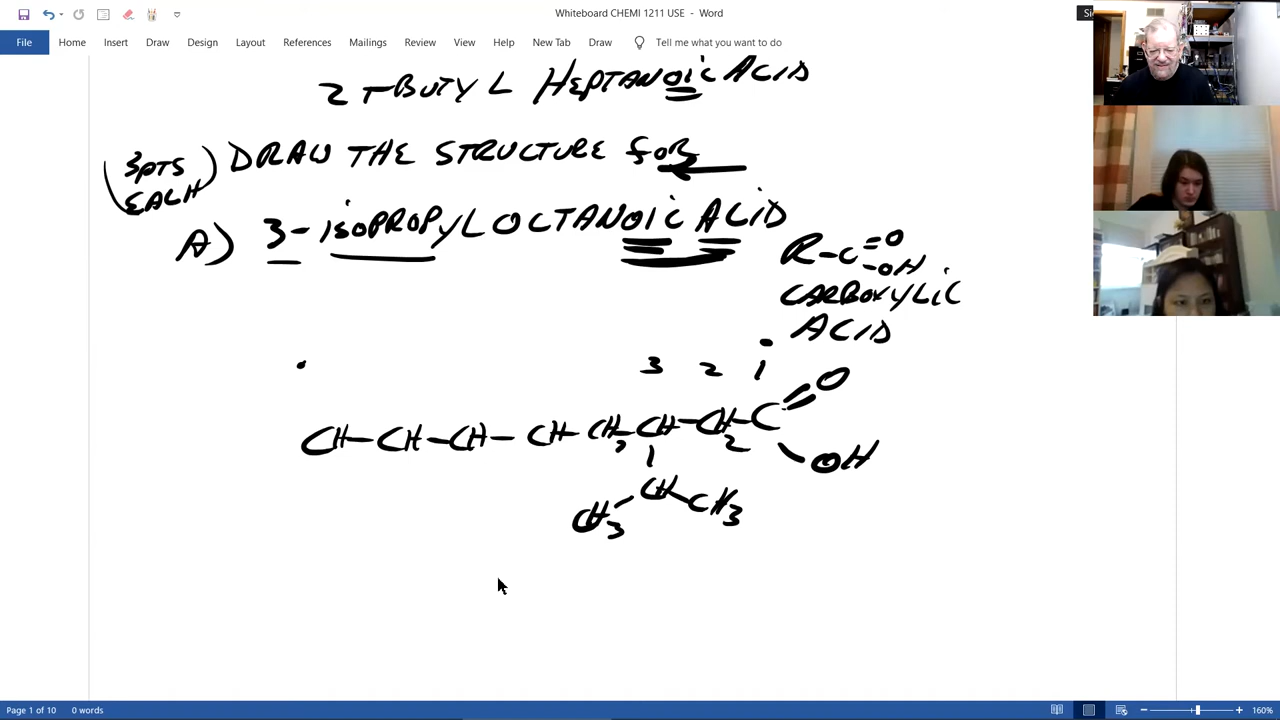 Whiteboard CHEMI 1211 USE - Word
File Home Insert Draw Design Layout References Mailings Review View Help New Tab Draw Tell me what you want to do
2 T-BUTYL HEPTANOIC ACID
(3PTS EACH) DRAW THE STRUCTURE FOR
A) 3-ISOPROPYL OCTANOIC ACID
R-C=O
-OH
CARBOXYLIC
ACID
3 2 1
O
CH-CH-CH-CH-CH2-CH-CH2-C
OH
CH
CH3 CH3
Page 1 of 10 0 words
160%